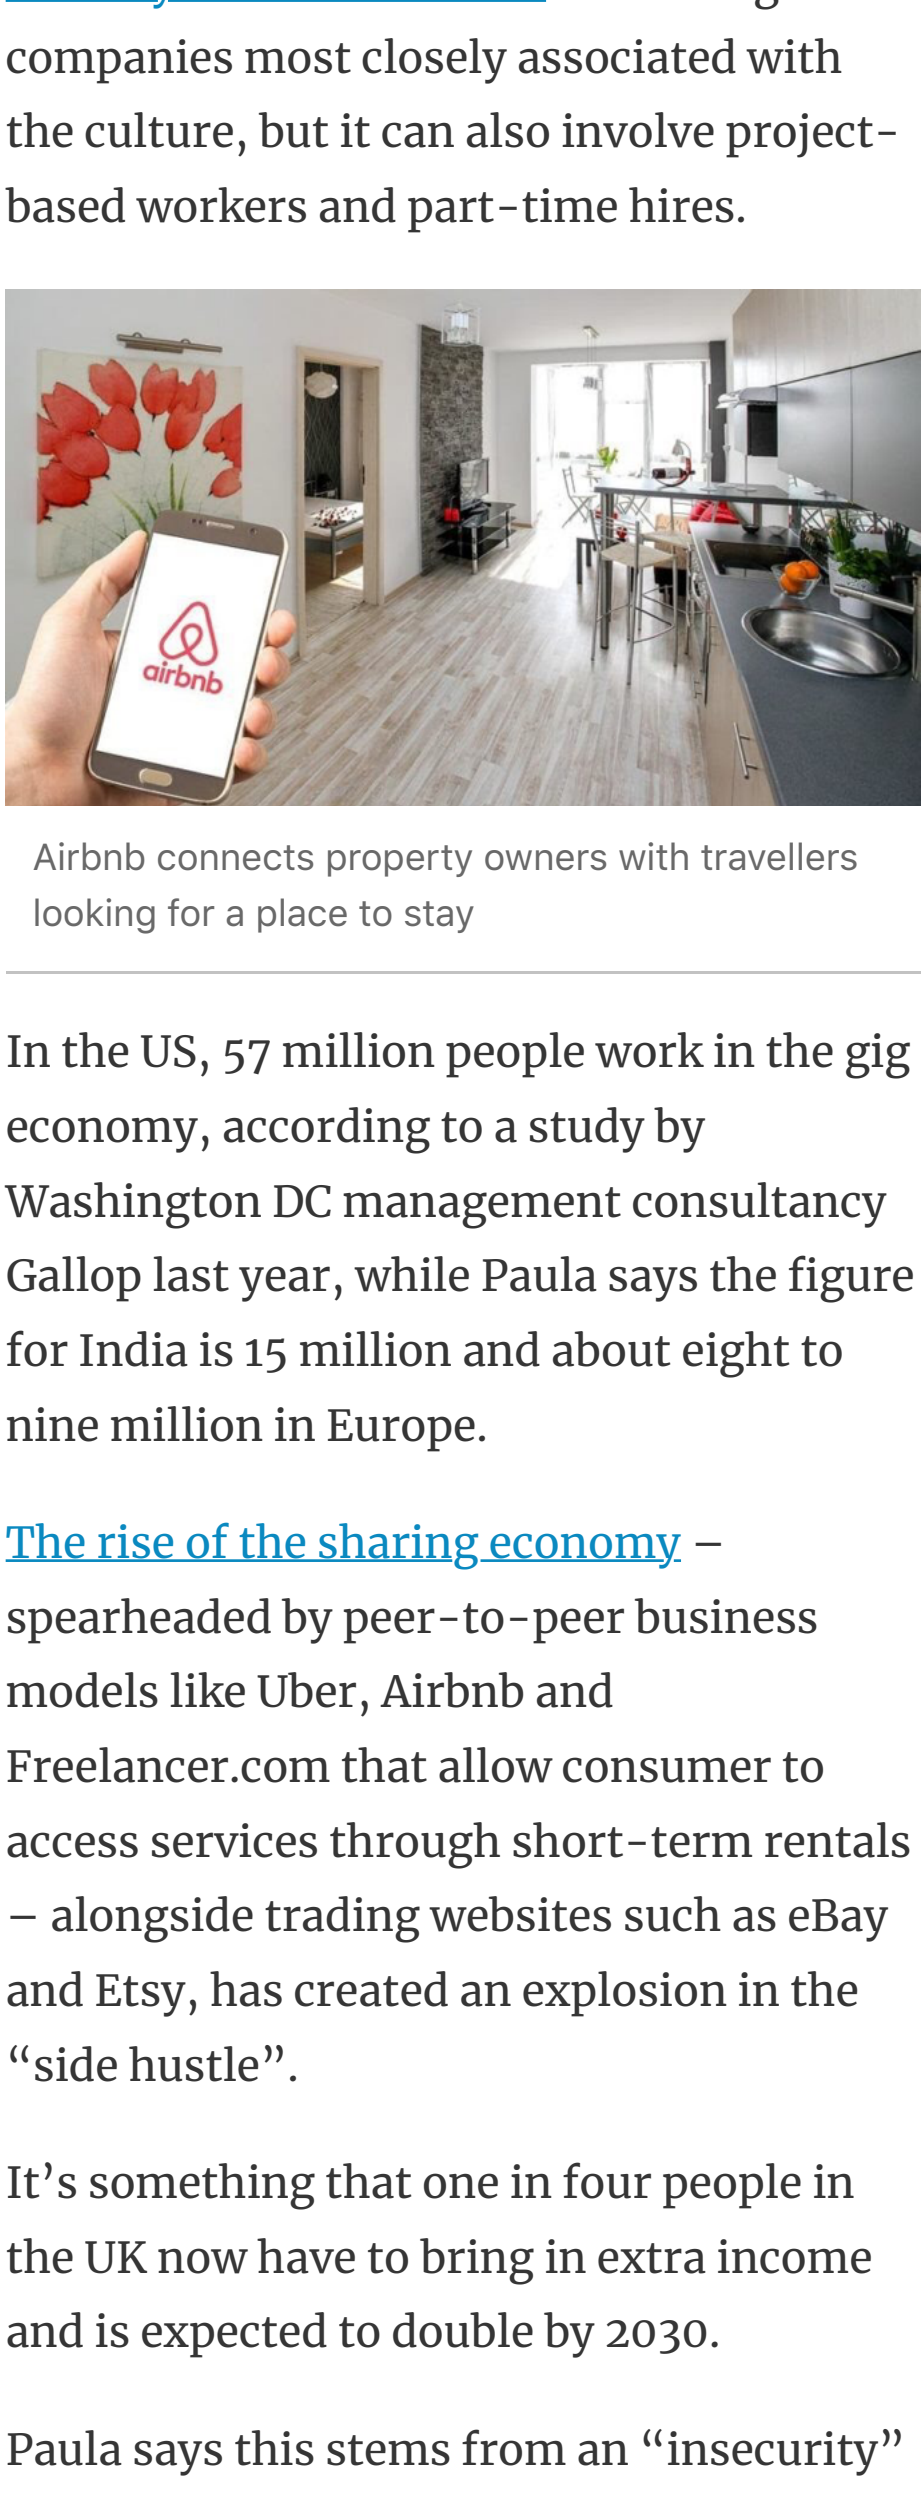 companies most closely associated with
the culture, but it can also involve project-
based workers and part-time hires.
airbnb
Airbnb connects property owners with travellers
looking for a place to stay
In the US, 57 million people work in the gig
economy, according to a study by
Washington DC management consultancy
Gallop last year, while Paula says the figure
for India is 15 million and about eight to
nine million in Europe.
The rise of the sharing economy –
spearheaded by peer-to-peer business
models like Uber, Airbnb and
Freelancer.com that allow consumer to
access services through short-term rentals
– alongside trading websites such as eBay
and Etsy, has created an explosion in the
“side hustle”.
It’s something that one in four people in
the UK now have to bring in extra income
and is expected to double by 2030.
Paula says this stems from an “insecurity”